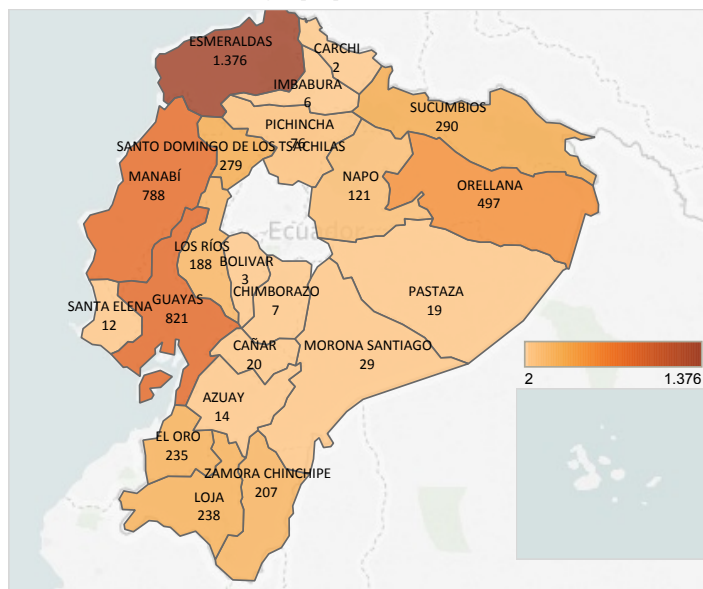 ESMERALDAS
1.376
CARCHI
2
IMBABURA
6
SUCUMBIOS
290
PICHINCHA
76
SANTO DOMINGO DE LOS TSÁCHILAS
279
MANABÍ
788
NAPO
121
ORELLANA
497
Ecuador
LOS RÍOS
188
BOLIVAR
3
CHIMBORAZO
7
PASTAZA
19
SANTA ELENA
12
GUAYAS
821
CAÑAR
20
MORONA SANTIAGO
29
2
1.376
AZUAY
14
EL ORO
235
ZAMORA CHINCHIPE
207
LOJA
238